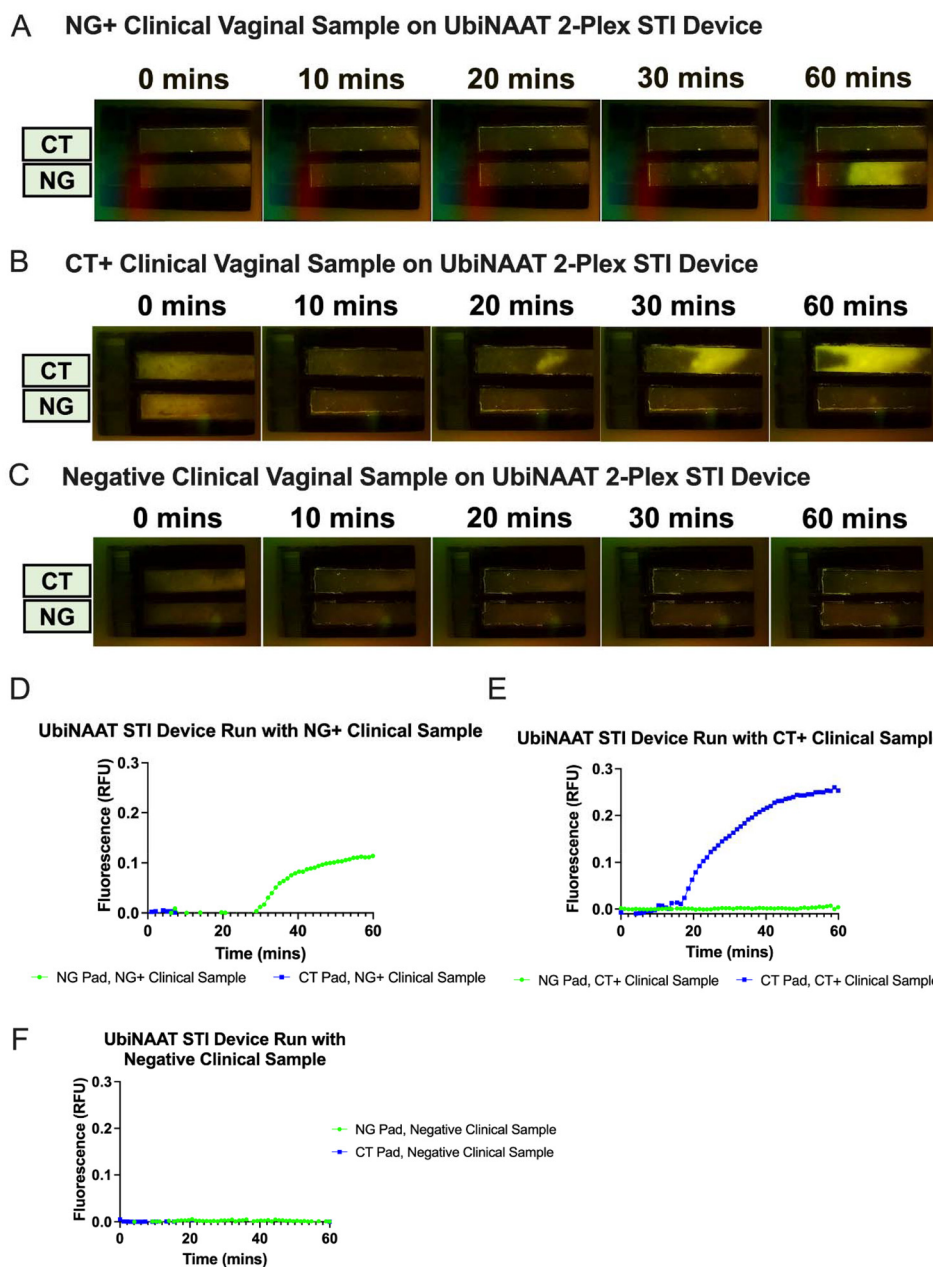 A NG+ Clinical Vaginal Sample on UbiNAAT 2-Plex STI Device
0 mins 10 mins 20 mins 30 mins 60 mins
CT
NG
B CT+ Clinical Vaginal Sample on UbiNAAT 2-Plex STI Device
0 mins 10 mins 20 mins 30 mins 60 mins
CT
NG
C Negative Clinical Vaginal Sample on UbiNAAT 2-Plex STI Device
0 mins 10 mins 20 mins 30 mins 60 mins
CT
NG
D
UbiNAAT STI Device Run with NG+ Clinical Sample
Fluorescence (RFU)
0.3
0.2
0.1
0.0
0 20 40 60
Time (mins)
NG Pad, NG+ Clinical Sample CT Pad, NG+ Clinical Sample
E
UbiNAAT STI Device Run with CT+ Clinical Sampl
Fluorescence (RFU)
0.3
0.2
0.1
0.0
0 20 40 60
Time (mins)
NG Pad, CT+ Clinical Sample CT Pad, CT+ Clinical Sample
F
UbiNAAT STI Device Run with
Negative Clinical Sample
Fluorescence (RFU)
0.3
0.2
0.1
0.0
0 20 40 60
Time (mins)
NG Pad, Negative Clinical Sample
CT Pad, Negative Clinical Sample